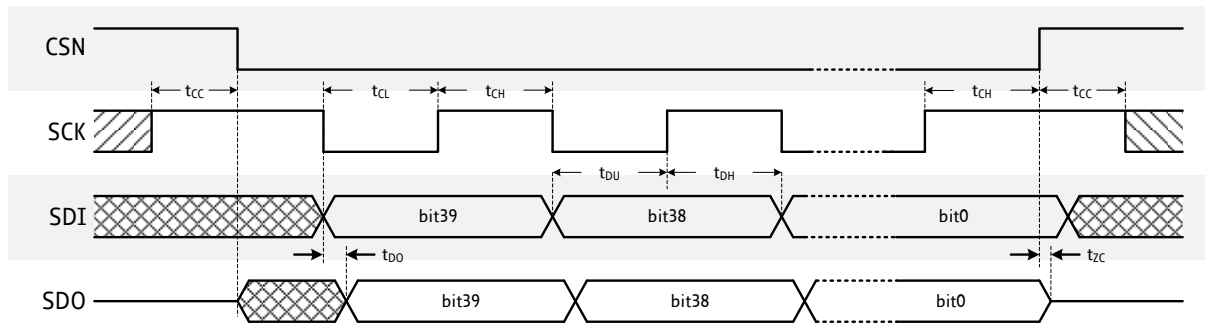 CSN
tCC tCL tCH tCH tCC
SCK
tDU tDH
SDI bit39 bit38 bit0
tDO tZC
SDO bit39 bit38 bit0